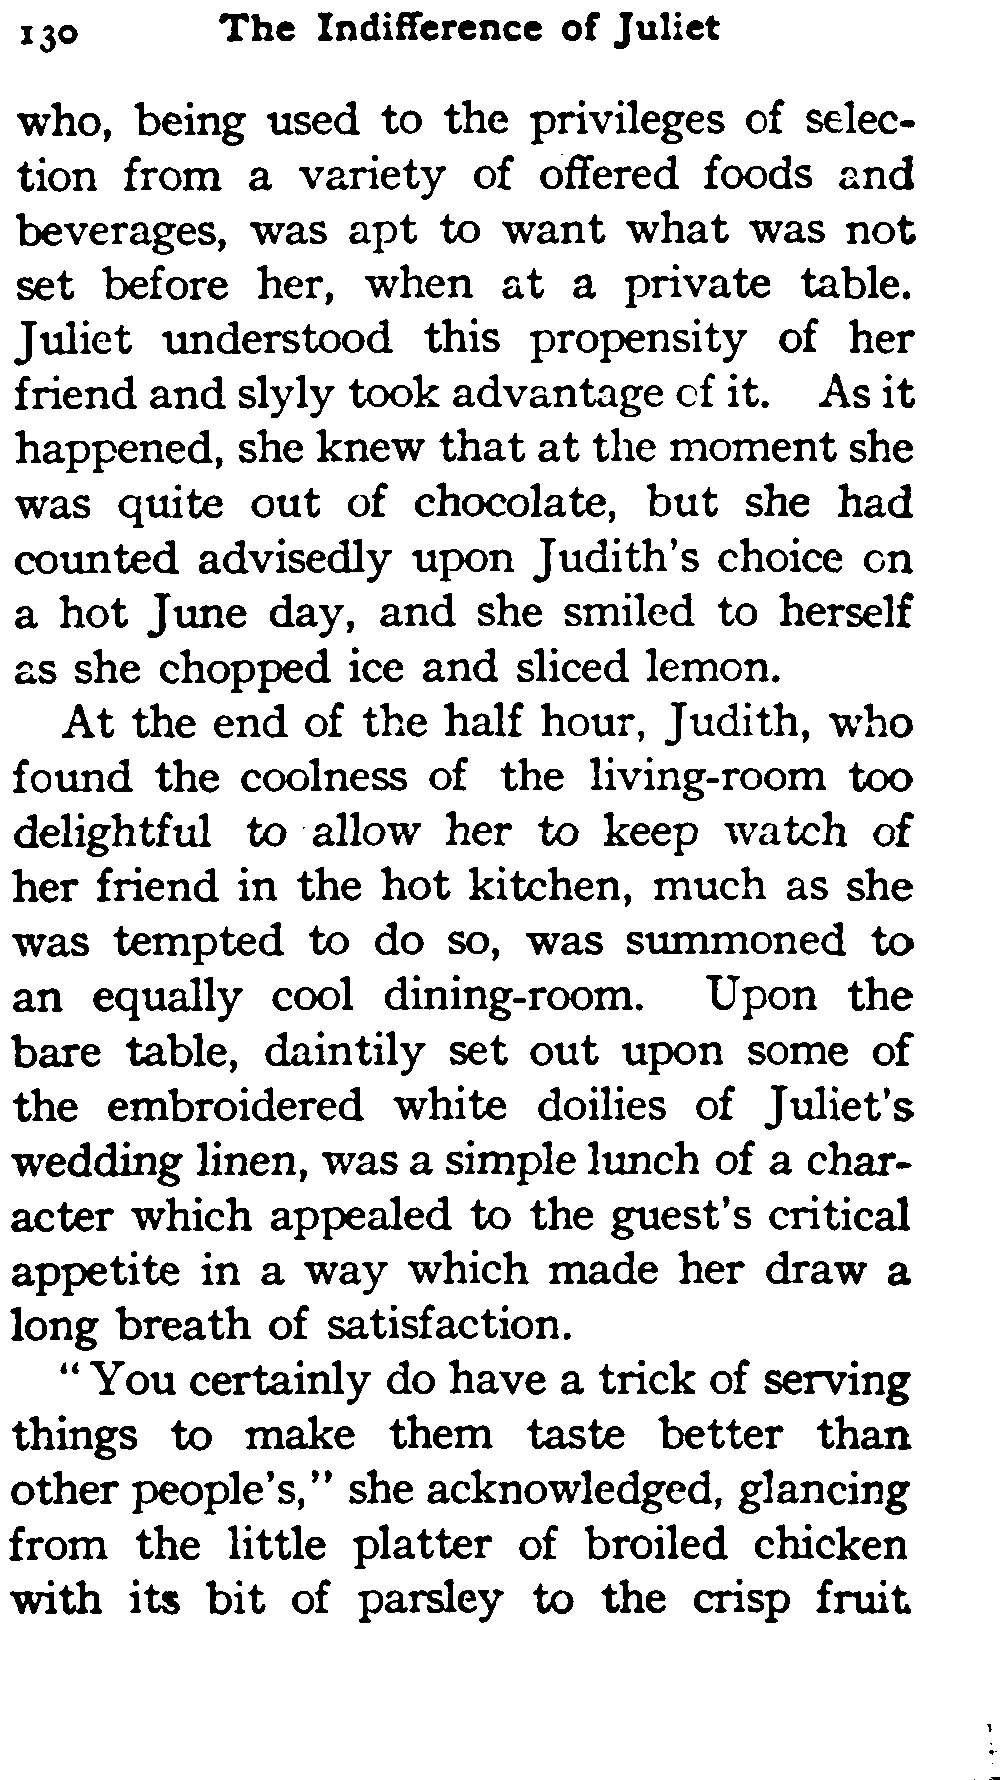 130 The Indifference of Juliet
who, being used to the privileges of selec-
tion from a variety of offered foods and
beverages, was apt to want what was not
set before her, when at a private table.
Juliet understood this propensity of her
friend and slyly took advantage of it. As it
happened, she knew that at the moment she
was quite out of chocolate, but she had
counted advisedly upon Judith's choice on
a hot June day, and she smiled to herself
as she chopped ice and sliced lemon.
At the end of the half hour, Judith, who
found the coolness of the living-room too
delightful to allow her to keep watch of
her friend in the hot kitchen, much as she
was tempted to do so, was summoned to
an equally cool dining-room. Upon the
bare table, daintily set out upon some of
the embroidered white doilies of Juliet's
wedding linen, was a simple lunch of a char-
acter which appealed to the guest's critical
appetite in a way which made her draw a
long breath of satisfaction.
"You certainly do have a trick of serving
things to make them taste better than
other people's," she acknowledged, glancing
from the little platter of broiled chicken
with its bit of parsley to the crisp fruit